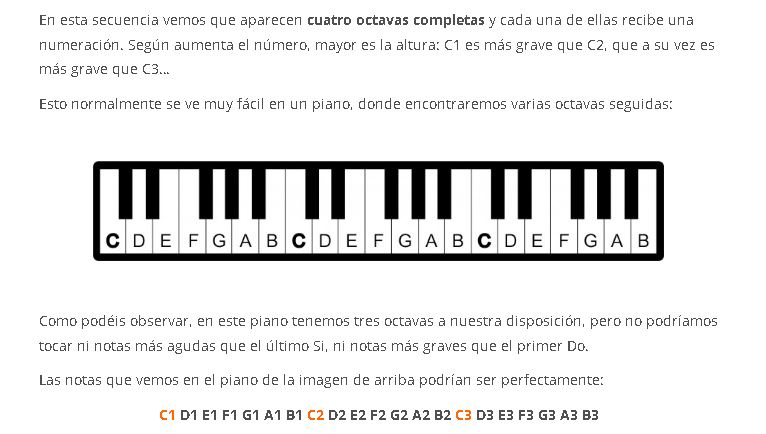 En esta secuencia vemos que aparecen cuatro octavas completas y cada una de ellas recibe una
numeración. Según aumenta el número, mayor es la altura: C1 es más grave que C2, que a su vez es
más grave que C3...
Esto normalmente se ve muy fácil en un piano, donde encontraremos varias octavas seguidas:
C D E F G A B C D E F G A B C D E F G A B
Como podéis observar, en este piano tenemos tres octavas a nuestra disposición, pero no podríamos
tocar ni notas más agudas que el último Si, ni notas más graves que el primer Do.
Las notas que vemos en el piano de la imagen de arriba podrían ser perfectamente:
C1 D1 E1 F1 G1 A1 B1 C2 D2 E2 F2 G2 A2 B2 C3 D3 E3 F3 G3 A3 B3